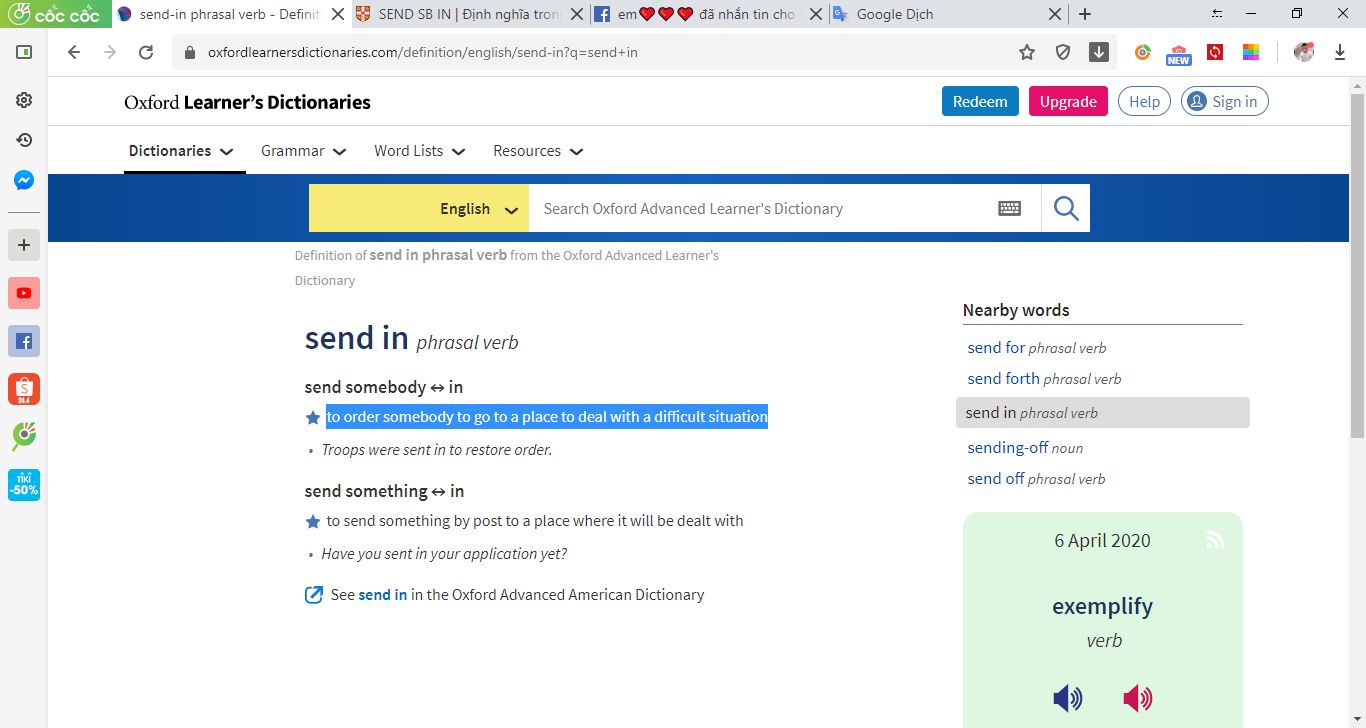 cốc cốc
send-in phrasal verb - Definit
SEND SB IN | Định nghĩa tron
em❤❤❤ đã nhắn tin cho
Google Dịch
oxfordlearnersdictionaries.com/definition/english/send-in?q=send+in
NEW
Oxford Learner's Dictionaries
Redeem
Upgrade
Help
Sign in
Dictionaries
Grammar
Word Lists
Resources
English
Search Oxford Advanced Learner's Dictionary
Definition of send in phrasal verb from the Oxford Advanced Learner's
Dictionary
send in phrasal verb
send somebody ↔ in
to order somebody to go to a place to deal with a difficult situation
• Troops were sent in to restore order.
send something ↔ in
to send something by post to a place where it will be dealt with
• Have you sent in your application yet?
See send in in the Oxford Advanced American Dictionary
Nearby words
send for phrasal verb
send forth phrasal verb
send in phrasal verb
sending-off noun
send off phrasal verb
6 April 2020
exemplify
verb
S
24.4
TIKI
-50%